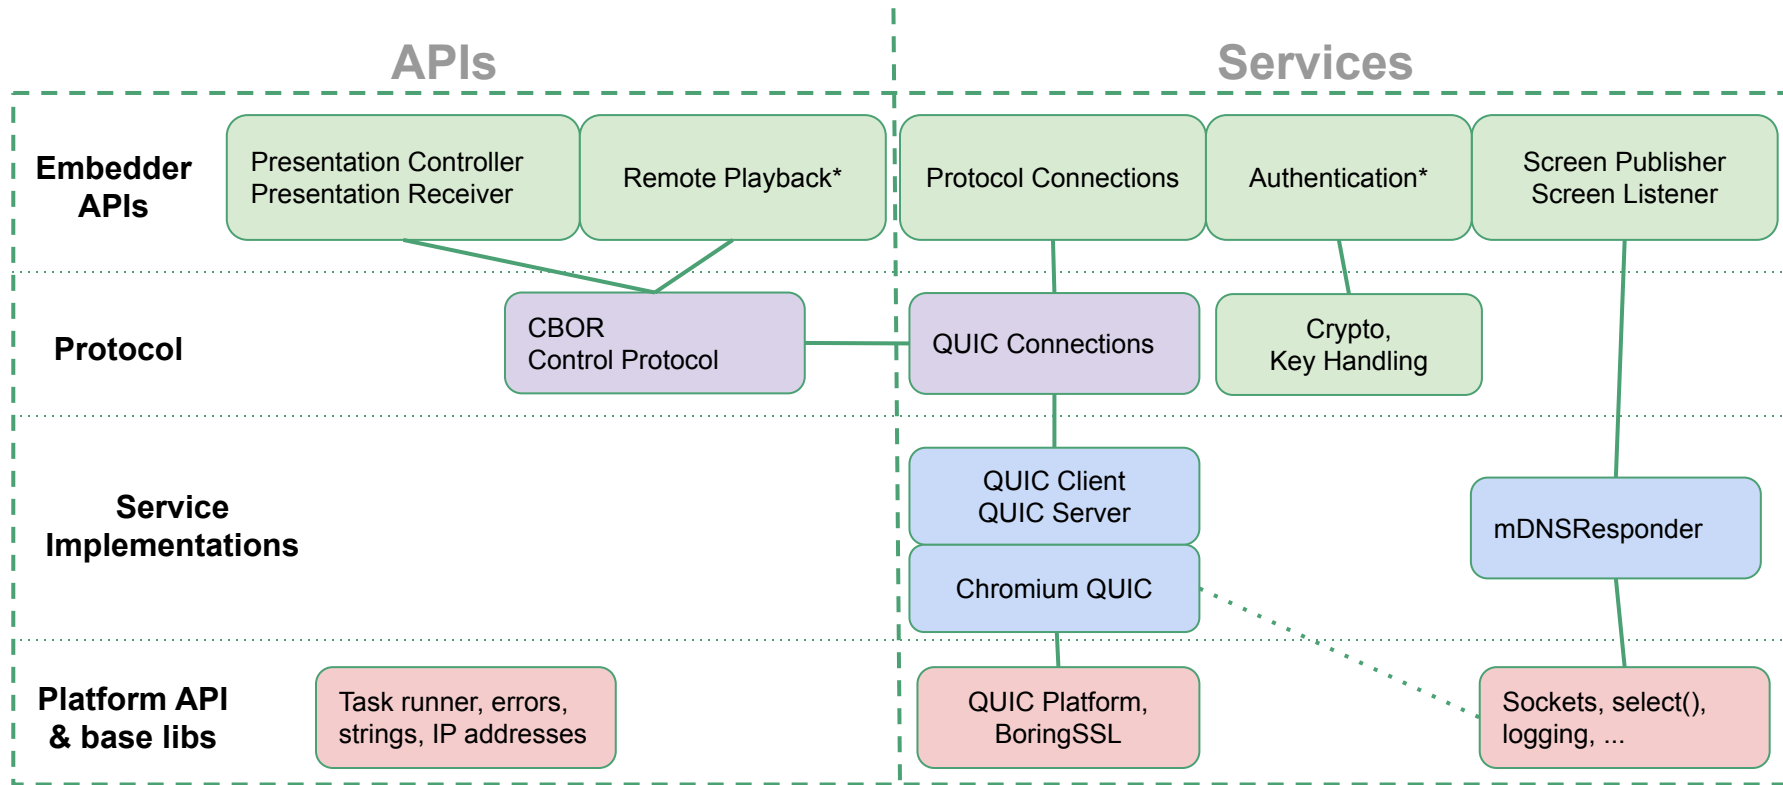 APIs
Services
Embedder
APIs
Presentation Controller
Presentation Receiver
Remote Playback*
Protocol Connections
Authentication*
Screen Publisher
Screen Listener
Protocol
CBOR
Control Protocol
QUIC Connections
Crypto,
Key Handling
Service
Implementations
QUIC Client
QUIC Server
Chromium QUIC
mDNSResponder
Platform API
& base libs
Task runner, errors,
strings, IP addresses
QUIC Platform,
BoringSSL
Sockets, select(),
logging, ...